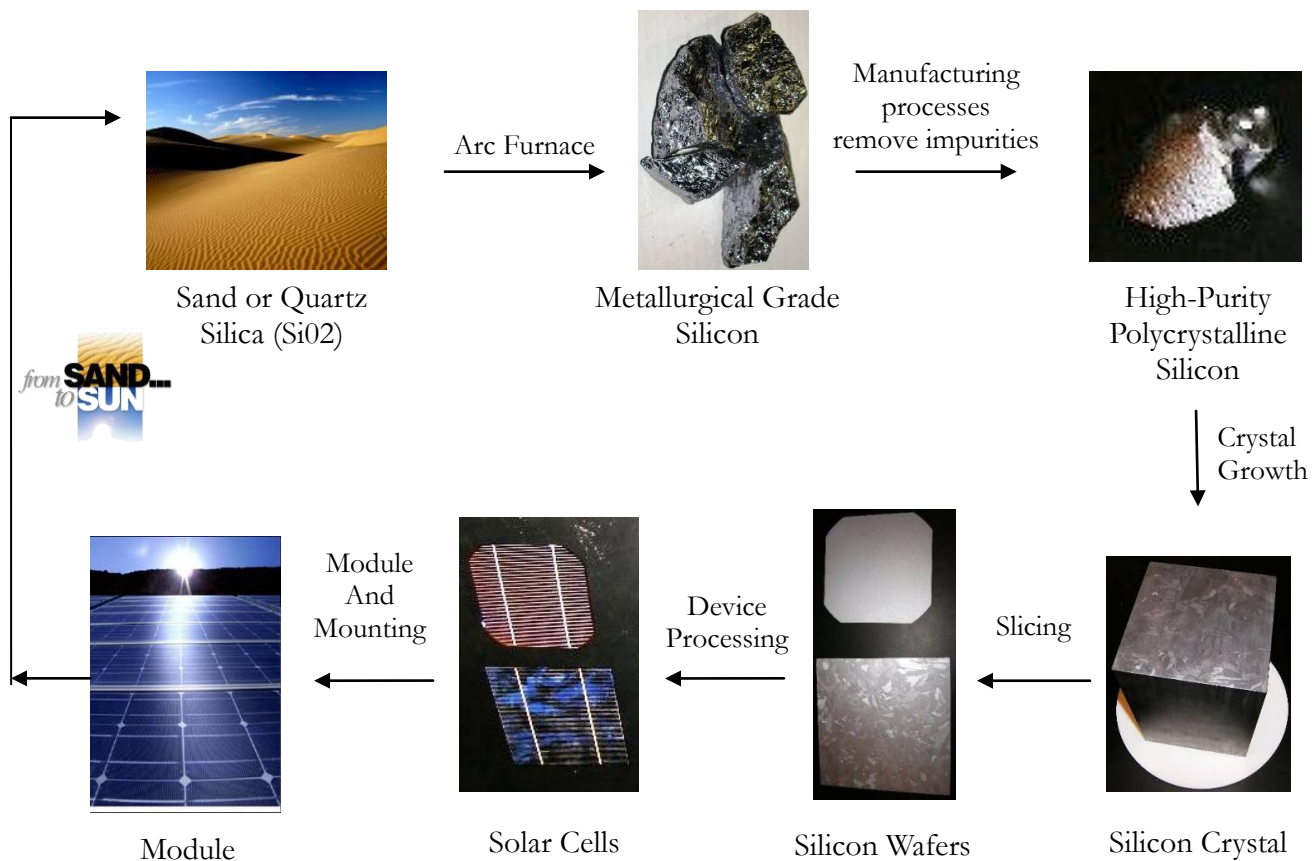 Arc Furnace
Manufacturing
processes
remove impurities
Sand or Quartz
Silica (Si02)
Metallurgical Grade
Silicon
High-Purity
Polycrystalline
Silicon
from SAND...
to SUN
Crystal
Growth
Module
And
Mounting
Device
Processing
Slicing
Module
Solar Cells
Silicon Wafers
Silicon Crystal